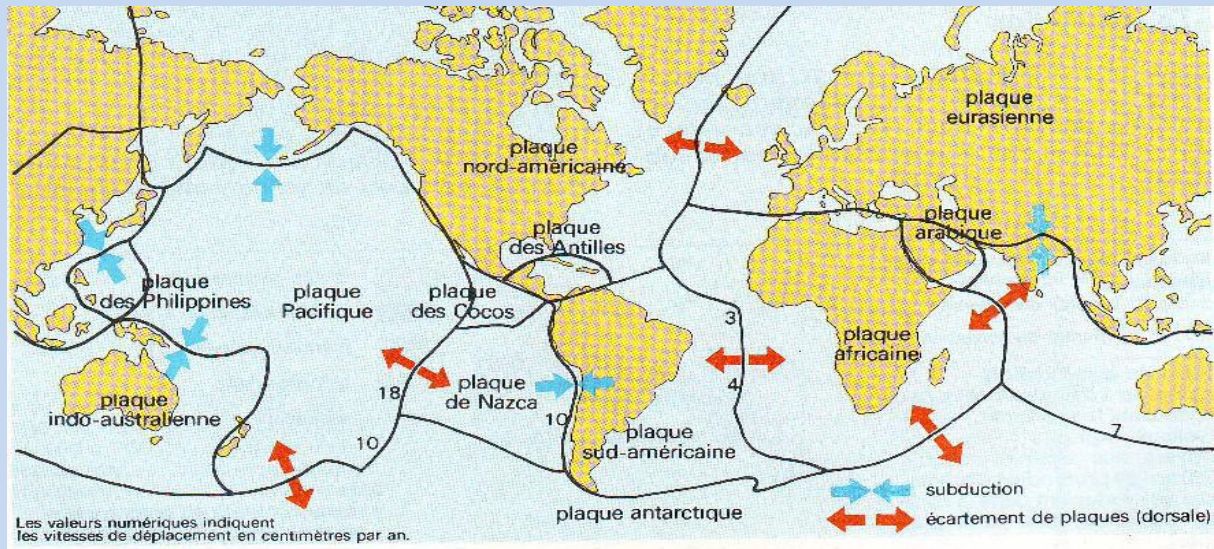 plaque
eurasienne
plaque
nord-américaine
plaque
des Antilles
plaque
arabique
plaque
des Philippines
plaque
Pacifique
plaque
des Cocos
3
plaque
africaine
4
plaque
de Nazca
18
10
10
plaque
indo-australienne
plaque
sud-américaine
7
plaque antarctique
subduction
écartement de plaques (dorsale)
Les valeurs numériques indiquent
les vitesses de déplacement en centimètres par an.